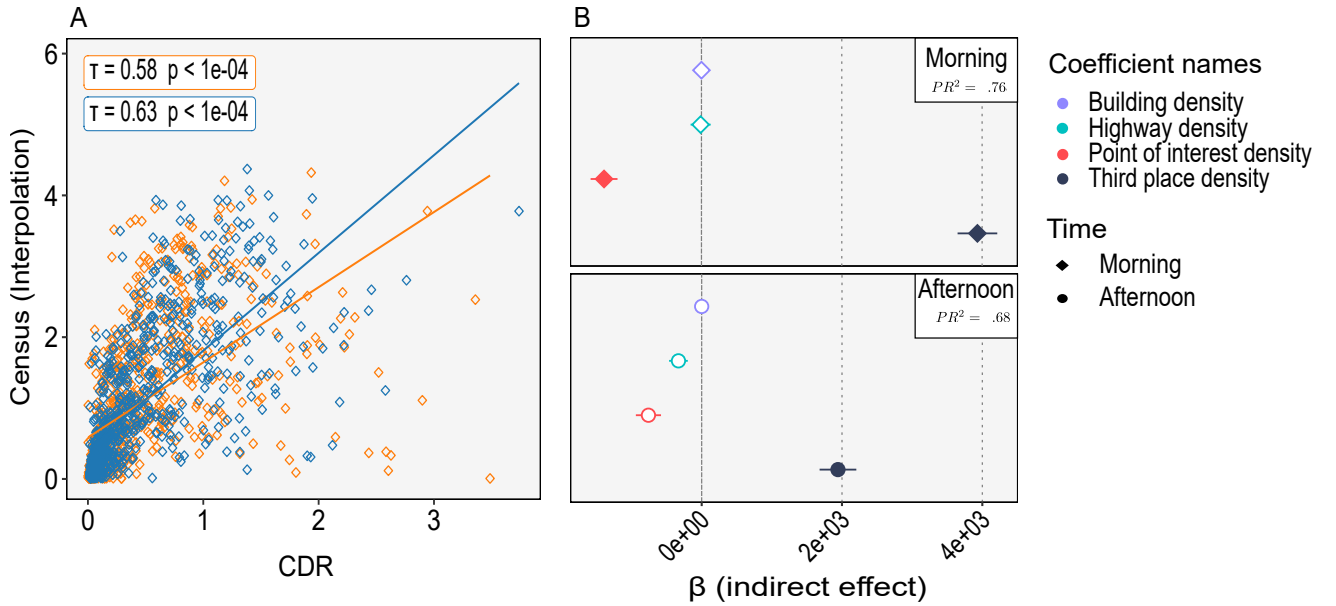 A
τ = 0.58 p < 1e-04
τ = 0.63 p < 1e-04
6
4
2
0
Census (Interpolation)
0
1
2
3
CDR
B
Morning
PR² = .76
Afternoon
PR² = .68
0e+00
2e+03
4e+03
β (indirect effect)
Coefficient names
Building density
Highway density
Point of interest density
Third place density
Time
Morning
Afternoon